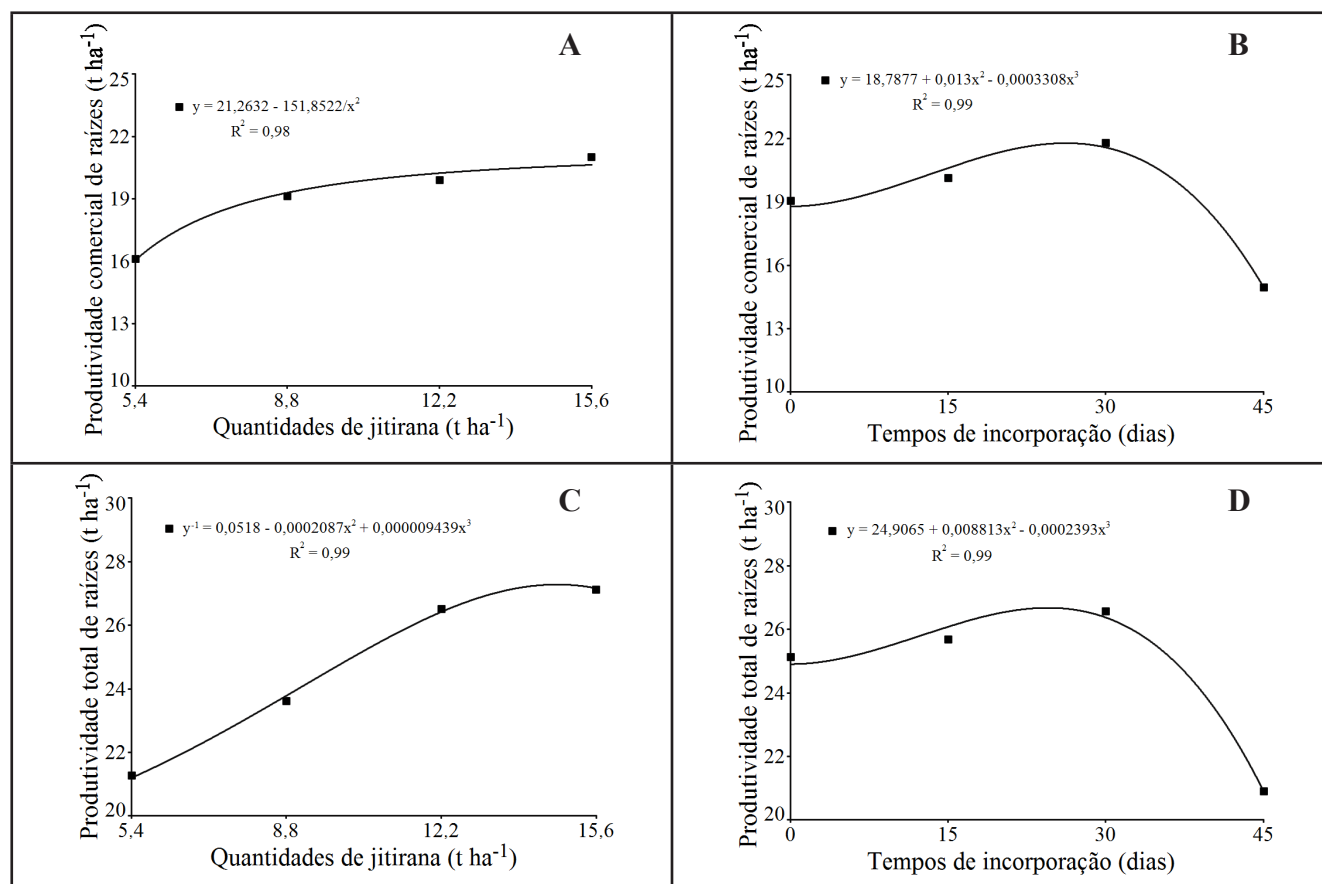 A
Produtividade comercial de raízes (t ha⁻¹)
25
22
19
16
13
10
y = 21,2632 - 151,8522/x²
R² = 0,98
5,4 8,8 12,2 15,6
Quantidades de jitirana (t ha⁻¹)
B
Produtividade comercial de raízes (t ha⁻¹)
25
22
19
16
13
10
y = 18,7877 + 0,013x² - 0,0003308x³
R² = 0,99
0 15 30 45
Tempos de incorporação (dias)
C
Produtividade total de raízes (t ha⁻¹)
30
28
26
24
22
20
y⁻¹ = 0,0518 - 0,0002087x² + 0,000009439x³
R² = 0,99
5,4 8,8 12,2 15,6
Quantidades de jitirana (t ha⁻¹)
D
Produtividade total de raízes (t ha⁻¹)
30
28
26
24
22
20
y = 24,9065 + 0,008813x² - 0,0002393x³
R² = 0,99
0 15 30 45
Tempos de incorporação (dias)